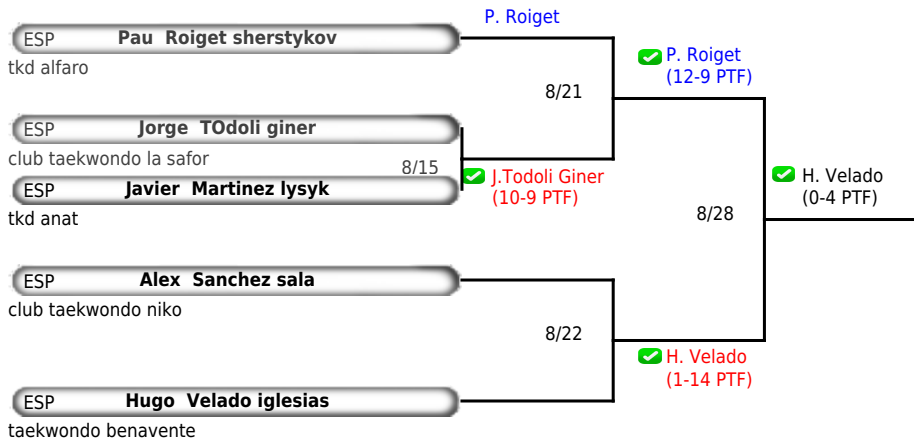 P. Roiget
ESP Pau Roiget sherstykov
tkd alfaro
P. Roiget
(12-9 PTF)
8/21
ESP Jorge TOdoli giner
club taekwondo la safor
8/15
J.Todoli Giner
(10-9 PTF)
ESP Javier Martinez lysyk
tkd anat
H. Velado
(0-4 PTF)
8/28
ESP Alex Sanchez sala
club taekwondo niko
8/22
H. Velado
(1-14 PTF)
ESP Hugo Velado iglesias
taekwondo benavente